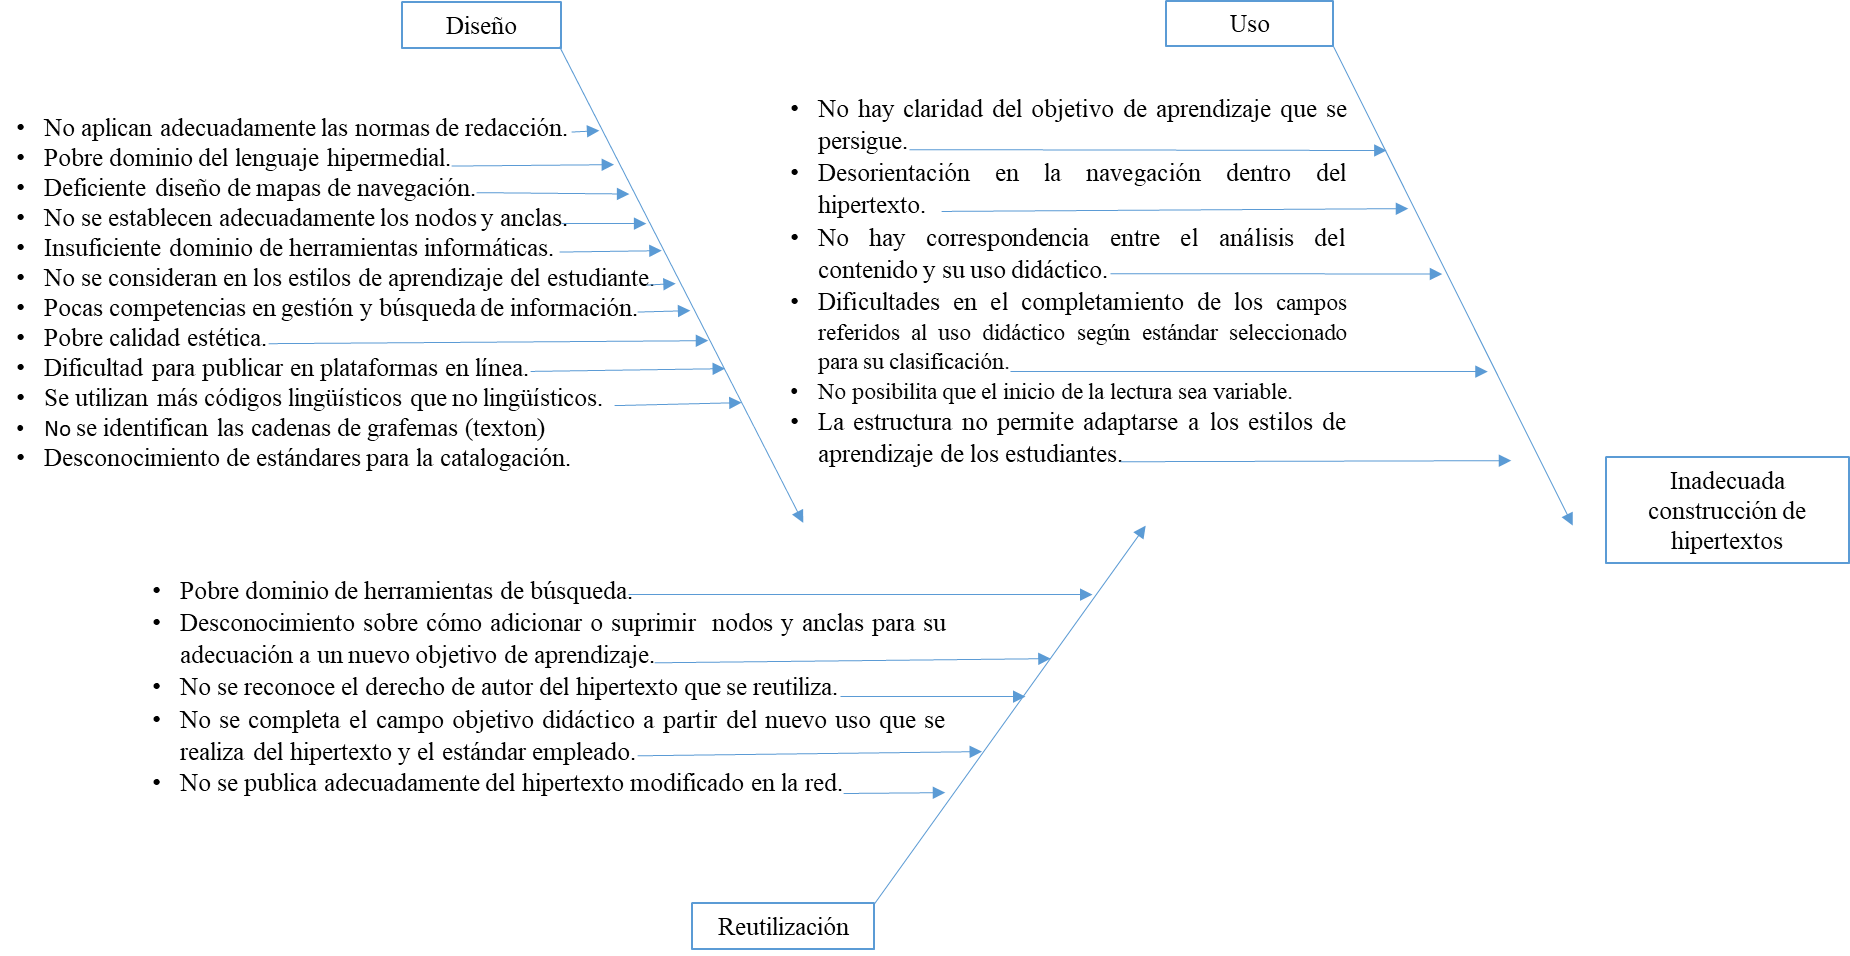 Diseño
• No aplican adecuadamente las normas de redacción.
• Pobre dominio del lenguaje hipermedial.
• Deficiente diseño de mapas de navegación.
• No se establecen adecuadamente los nodos y anclas.
• Insuficiente dominio de herramientas informáticas.
• No se consideran en los estilos de aprendizaje del estudiante.
• Pocas competencias en gestión y búsqueda de información.
• Pobre calidad estética.
• Dificultad para publicar en plataformas en línea.
• Se utilizan más códigos lingüísticos que no lingüísticos.
• No se identifican las cadenas de grafemas (texton)
• Desconocimiento de estándares para la catalogación.
Uso
• No hay claridad del objetivo de aprendizaje que se
persigue.
• Desorientación en la navegación dentro del
hipertexto.
• No hay correspondencia entre el análisis del
contenido y su uso didáctico.
• Dificultades en el completamiento de los campos
referidos al uso didáctico según estándar seleccionado
para su clasificación.
• No posibilita que el inicio de la lectura sea variable.
• La estructura no permite adaptarse a los estilos de
aprendizaje de los estudiantes.
Inadecuada
construcción de
hipertextos
• Pobre dominio de herramientas de búsqueda.
• Desconocimiento sobre cómo adicionar o suprimir nodos y anclas para su
adecuación a un nuevo objetivo de aprendizaje.
• No se reconoce el derecho de autor del hipertexto que se reutiliza.
• No se completa el campo objetivo didáctico a partir del nuevo uso que se
realiza del hipertexto y el estándar empleado.
• No se publica adecuadamente del hipertexto modificado en la red.
Reutilización